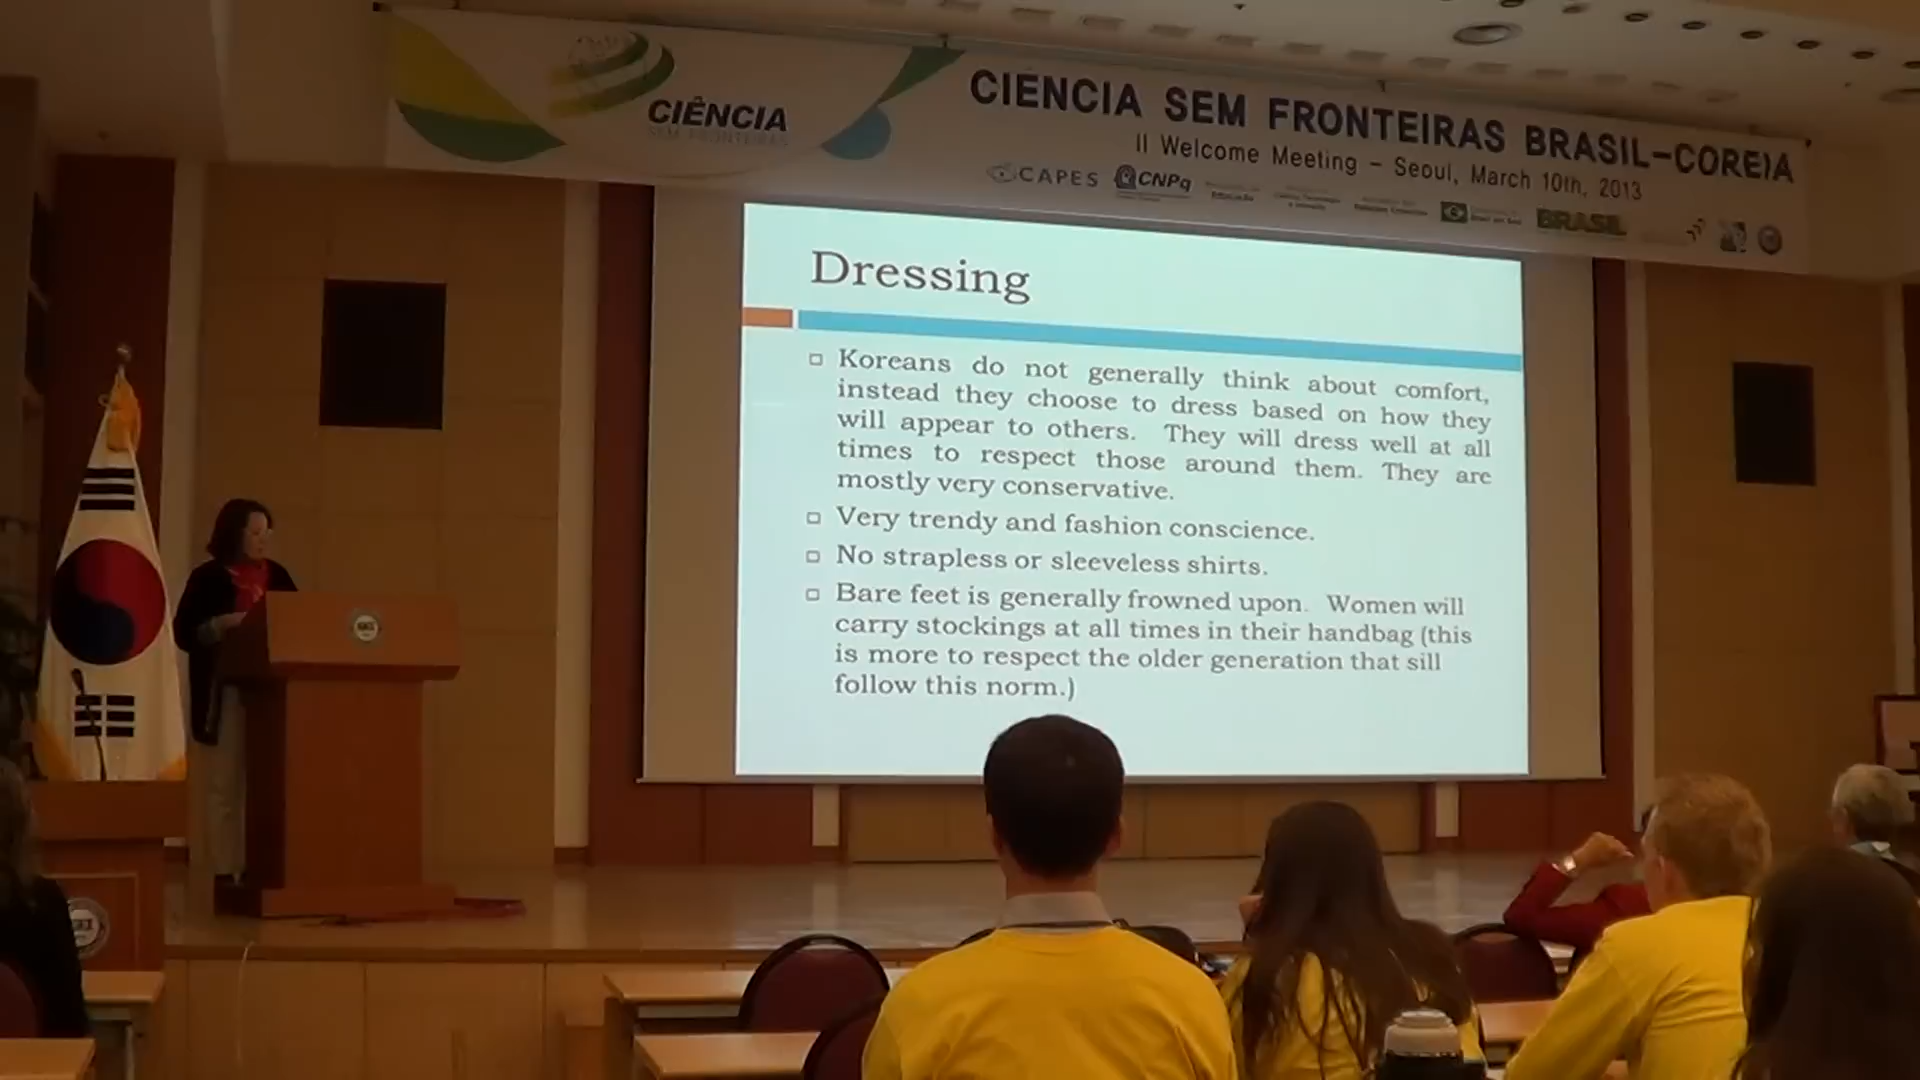 CIÊNCIA
SEM FRONTEIRAS
CIENCIA SEM FRONTEIRAS BRASIL-COREIA
II Welcome Meeting - Seoul, March 10th, 2013
CAPES CNPq Educação BRASIL
Dressing
Koreans do not generally think about comfort,
instead they choose to dress based on how they
will appear to others. They will dress well at all
times to respect those around them. They are
mostly very conservative.
Very trendy and fashion conscience.
No strapless or sleeveless shirts.
Bare feet is generally frowned upon. Women will
carry stockings at all times in their handbag (this
is more to respect the older generation that sill
follow this norm.)